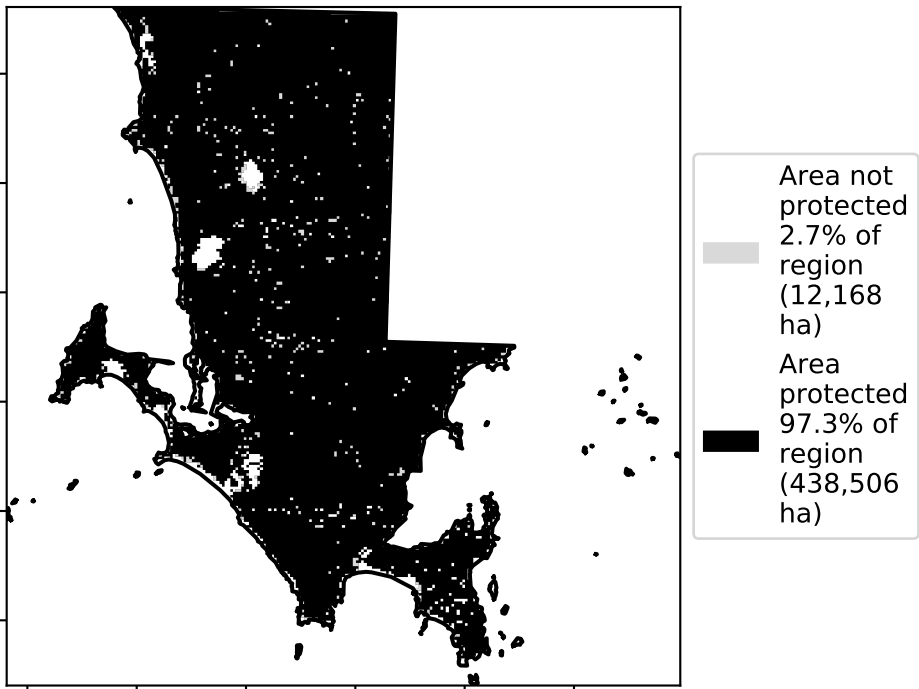 Area not
protected
2.7% of
region
(12,168
ha)
Area
protected
97.3% of
region
(438,506
ha)